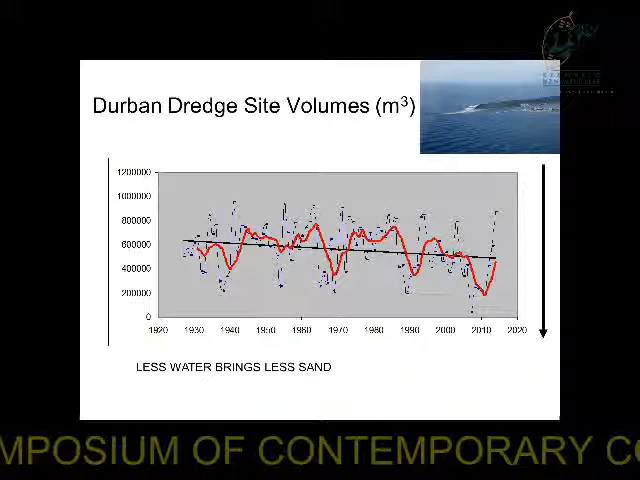 Durban Dredge Site Volumes (m³)
1200000
1000000
800000
600000
400000
200000
0
1920 1930 1940 1950 1960 1970 1980 1990 2000 2010 2020
LESS WATER BRINGS LESS SAND
MPOSIUM OF CONTEMPORARY CO